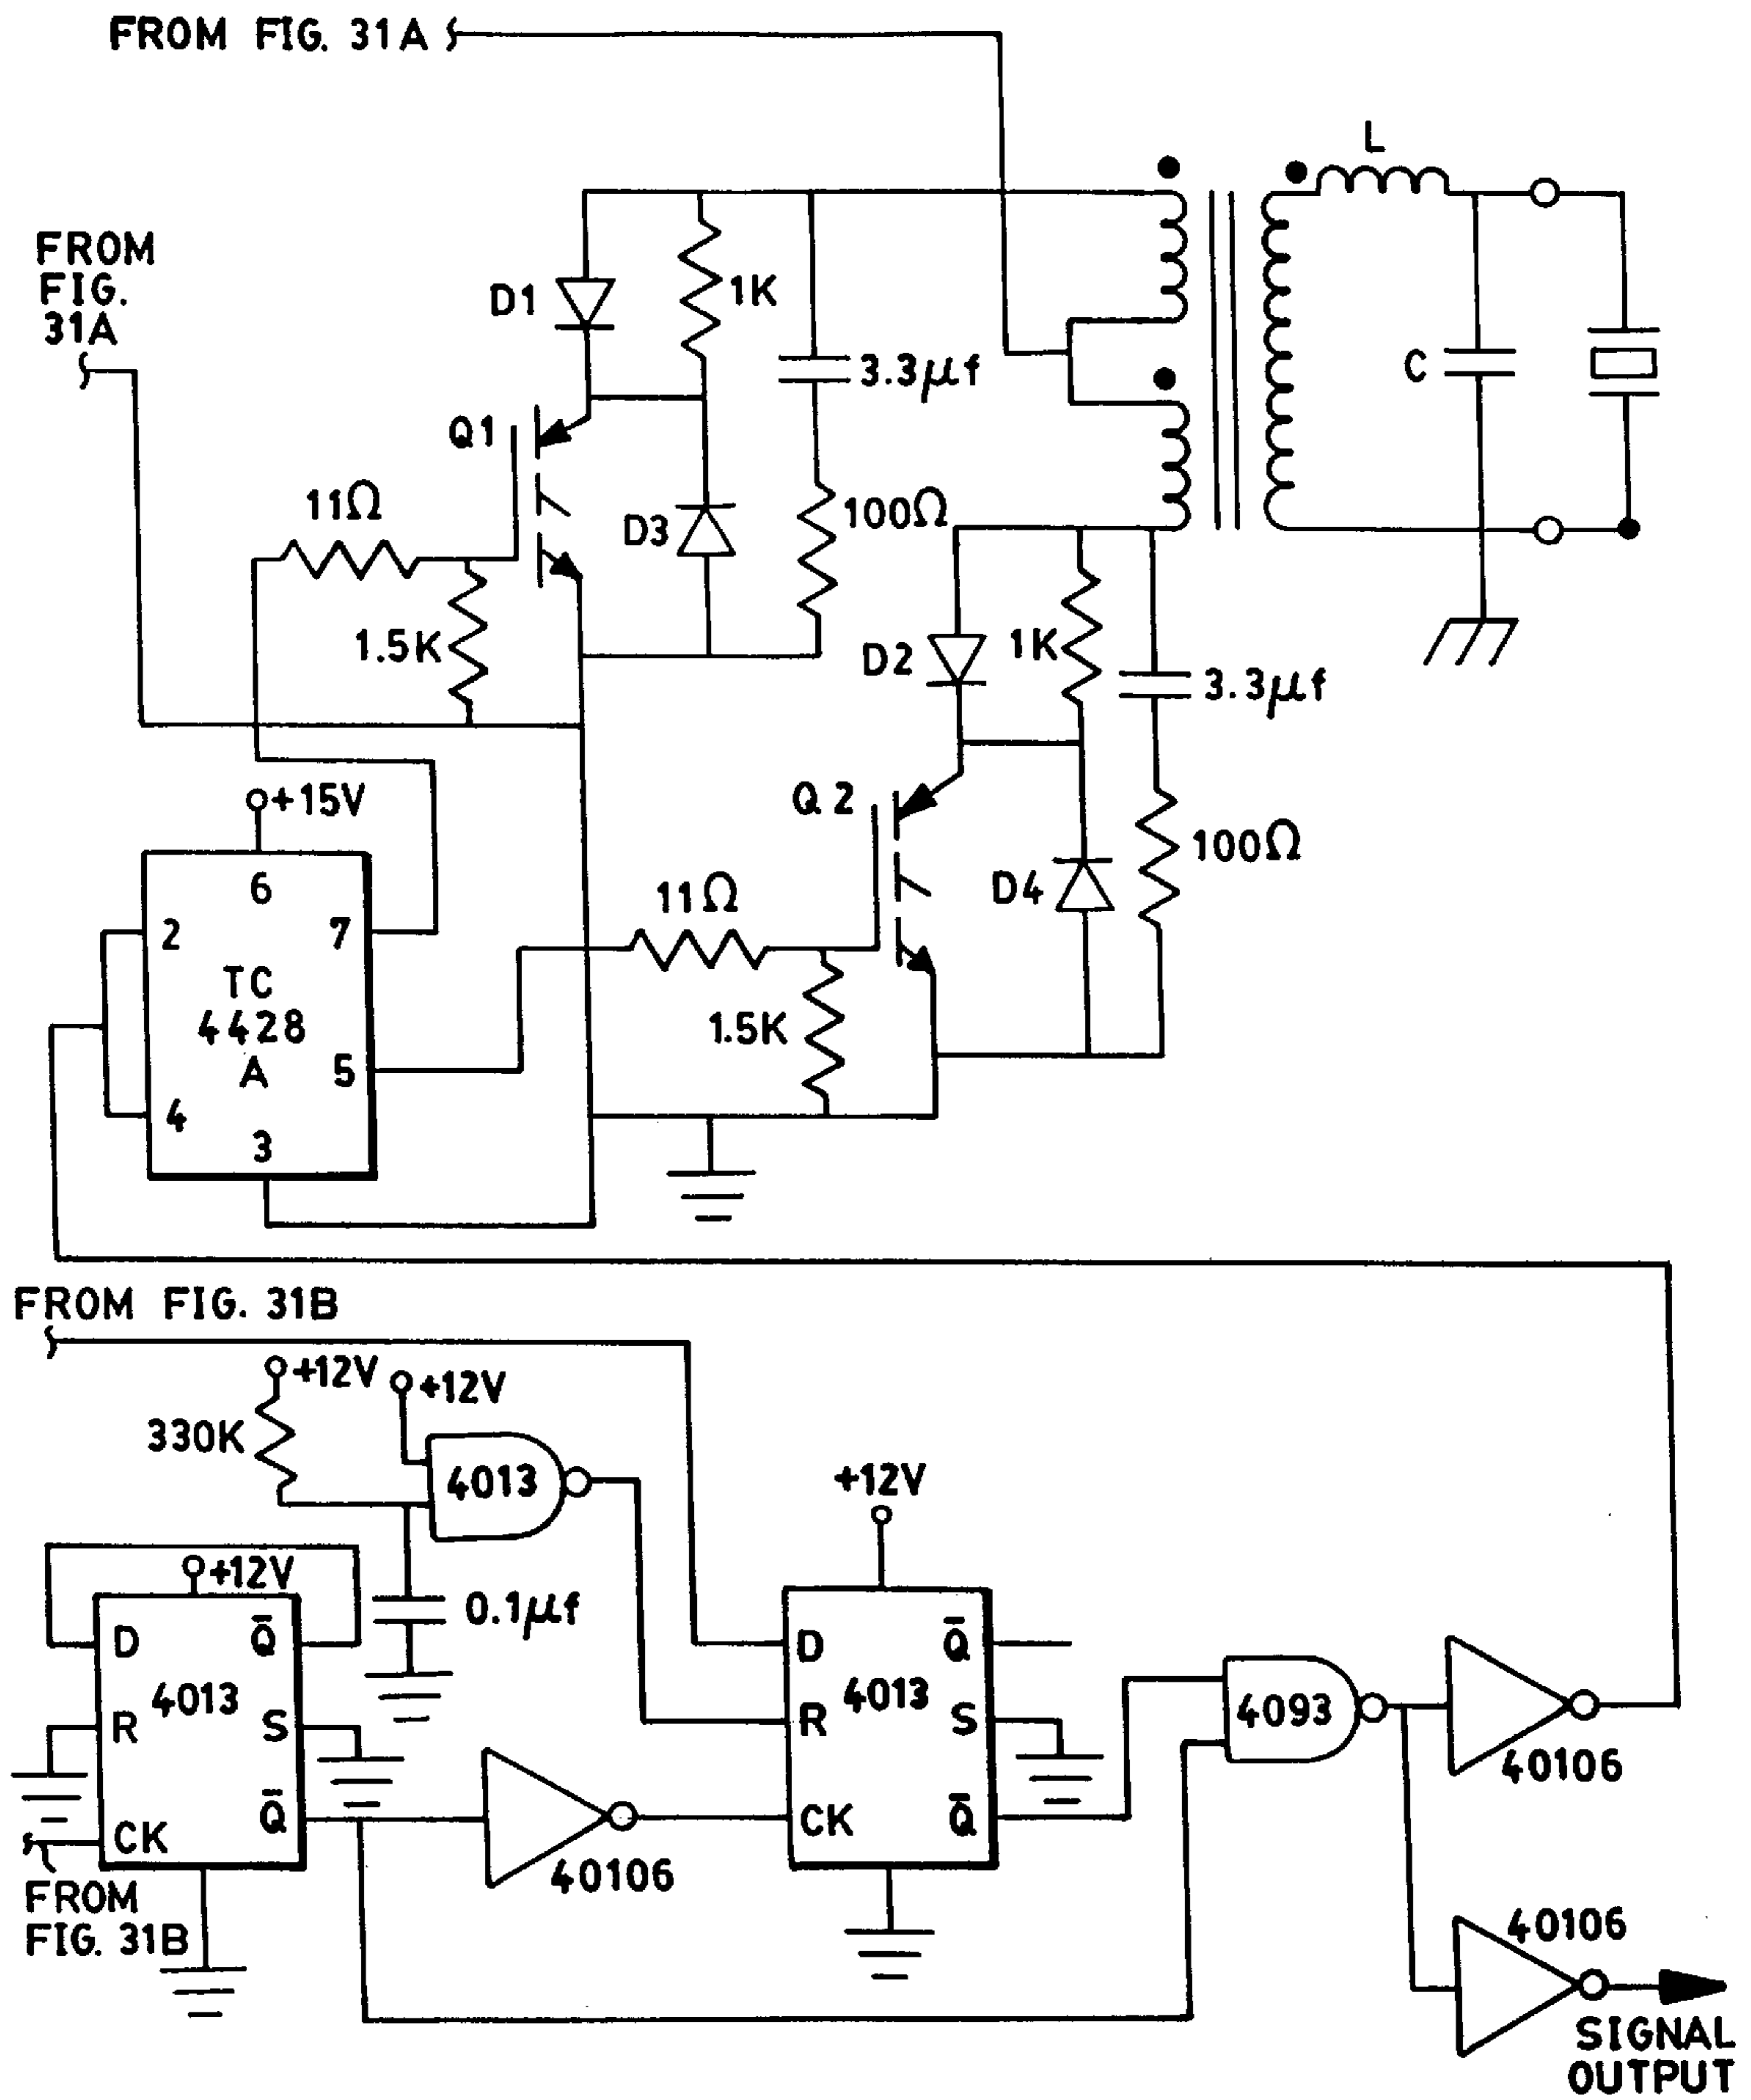 FROM FIG. 31A
L
FROM
FIG.
31A
D1
1K
3.3μf
C
Q1
11Ω
D3
100Ω
1.5K
D2
1K
3.3μf
+15V
Q2
6
100Ω
11Ω
D4
2
7
TC
4428
A
1.5K
5
4
3
FROM FIG. 31B
+12V
+12V
330K
4013
+12V
+12V
0.1μf
D
Q̄
4013
R
S
Q̄
CK
D
Q̄
4013
R
S
CK
Q̄
4093
40106
40106
FROM
FIG. 31B
40106
SIGNAL
OUTPUT